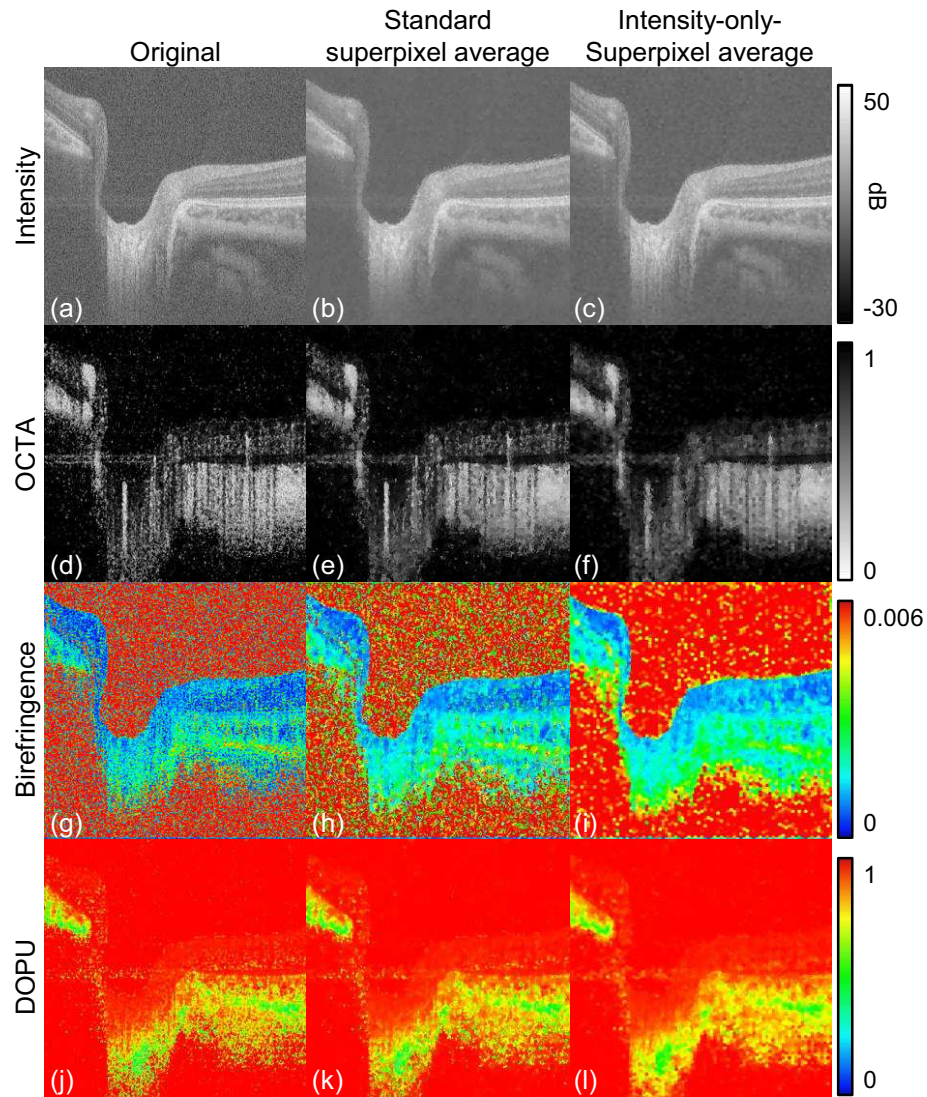 Original
Standard
superpixel average
Intensity-only-
Superpixel average
Intensity
(a)
(b)
(c)
50
dB
-30
OCTA
(d)
(e)
(f)
1
0
Birefringence
(g)
(h)
(i)
0.006
0
DOPU
(j)
(k)
(l)
1
0